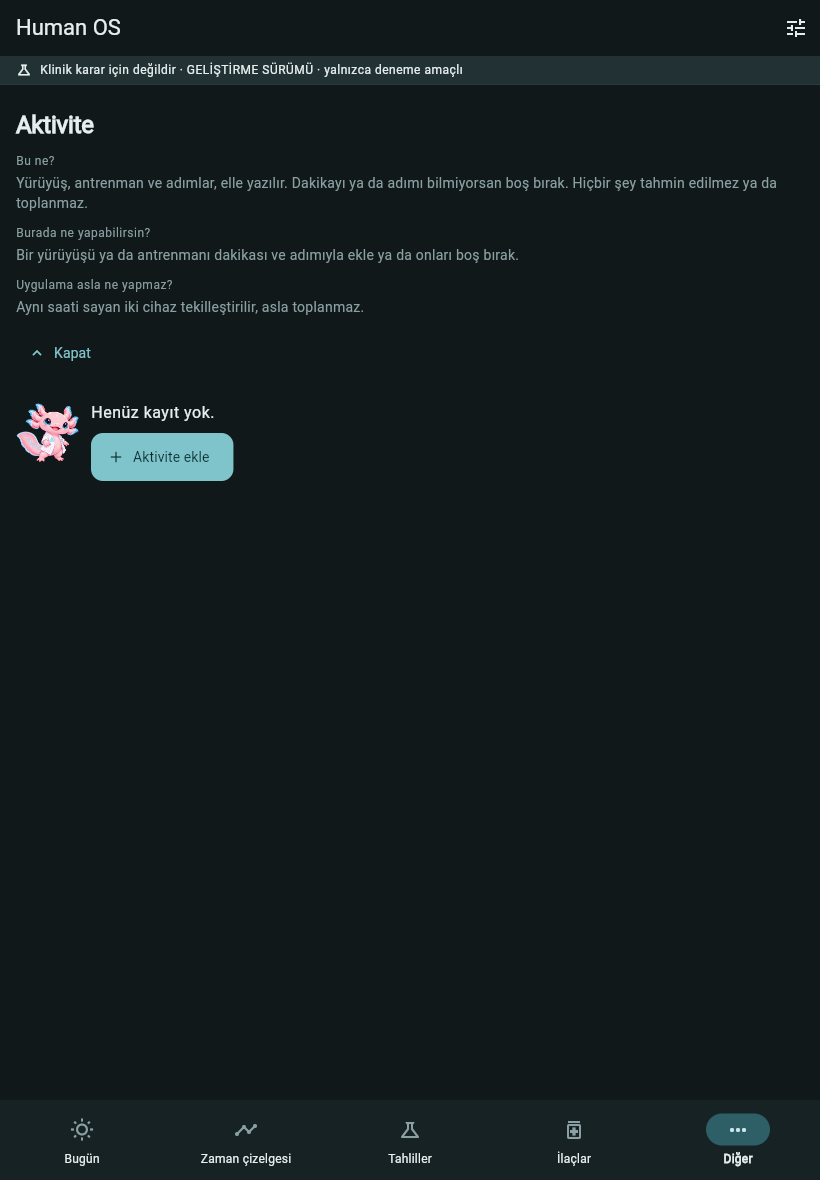 Human OS
Klinik karar için değildir · GELİŞTİRME SÜRÜMÜ · yalnızca deneme amaçlı
Aktivite
Bu ne?
Yürüyüş, antrenman ve adımlar, elle yazılır. Dakikayı ya da adımı bilmiyorsan boş bırak. Hiçbir şey tahmin edilmez ya da
toplanmaz.
Burada ne yapabilirsin?
Bir yürüyüşü ya da antrenmanı dakikası ve adımıyla ekle ya da onları boş bırak.
Uygulama asla ne yapmaz?
Aynı saati sayan iki cihaz tekilleştirilir, asla toplanmaz.
Kapat
Henüz kayıt yok.
Aktivite ekle
Bugün
Zaman çizelgesi
Tahliller
İlaçlar
Diğer